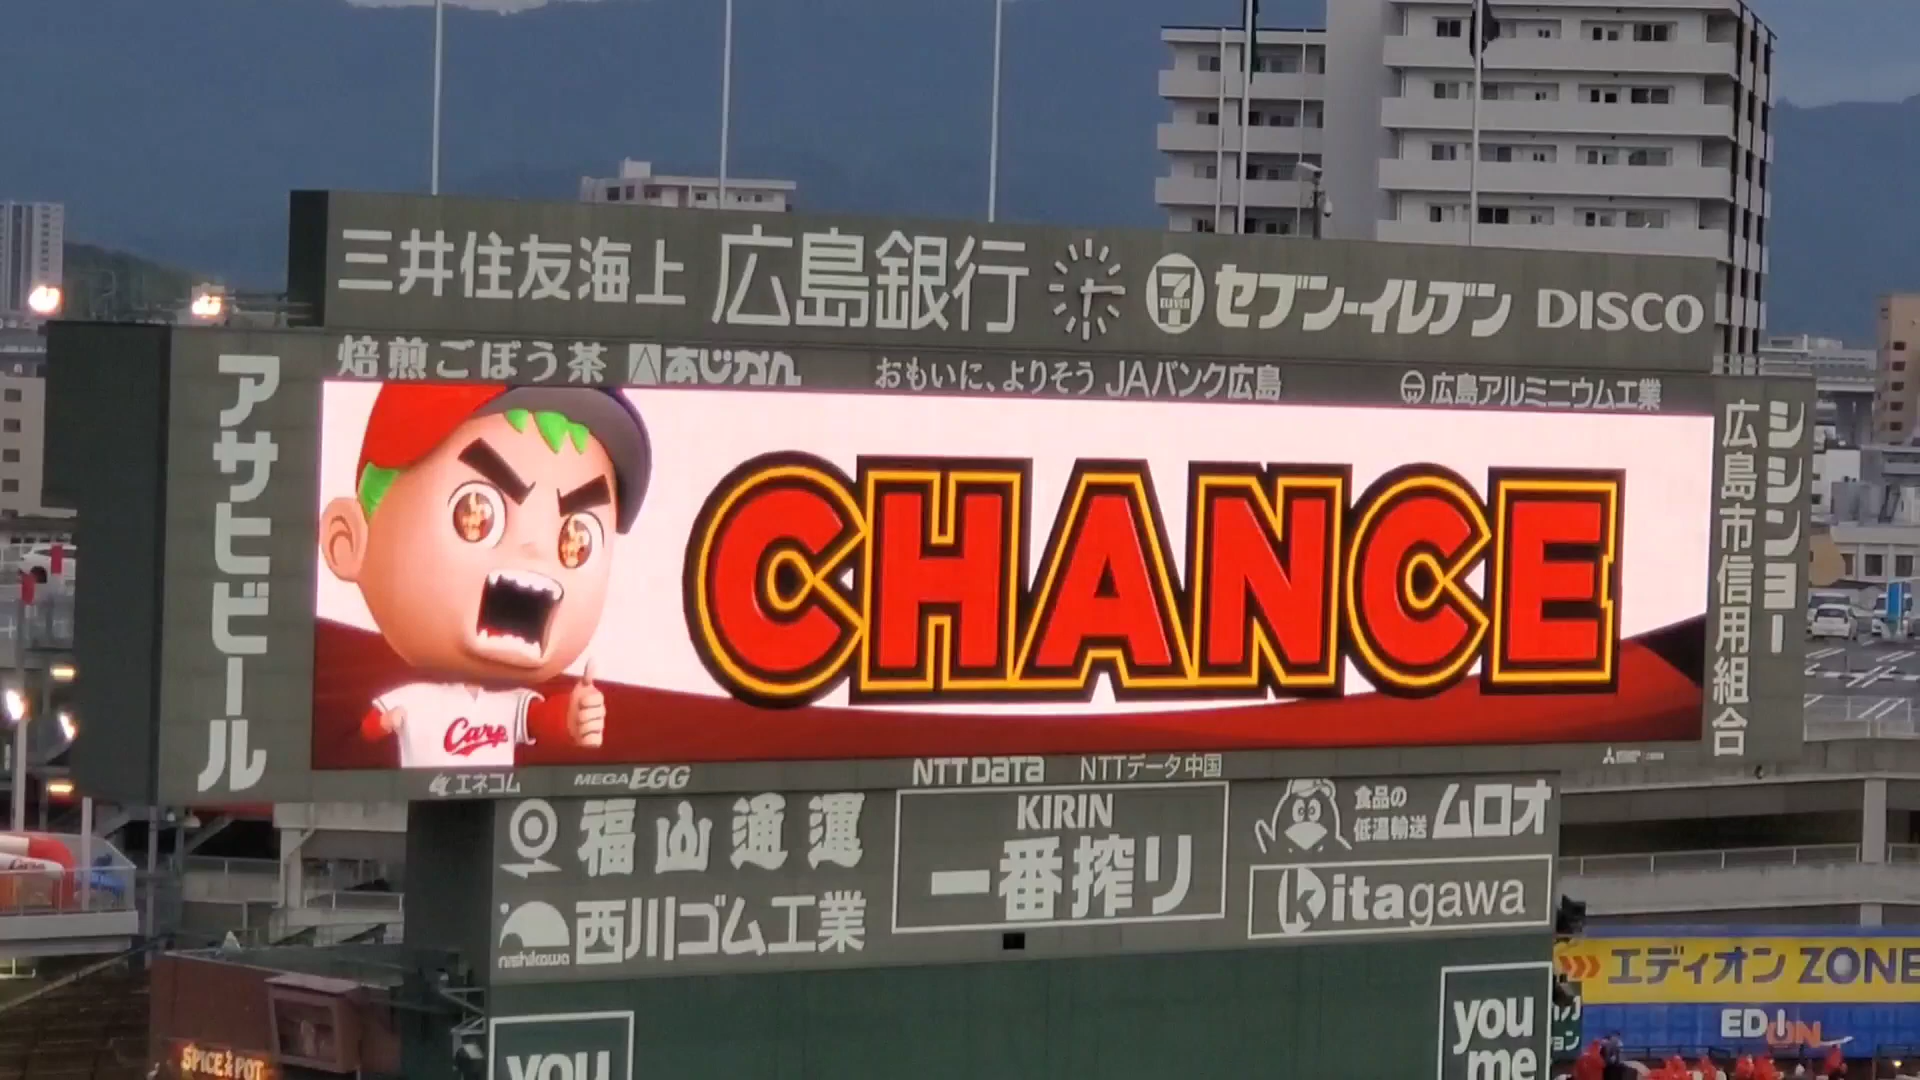 三井住友海上 広島銀行 7 ELEVEN セブン-イレブン DISCO
焙煎ごぼう茶 あじかん おもいに、よりそう JAバンク広島 広島アルミニウム工業
アサヒビール
CHANCE
Carp
シシンヨー
広島市信用組合
エネコム MEGA EGG NTT DATA NTTデータ中国
福山通運
KIRIN
一番搾り
食品の
低温輸送
ムロオ
nishikawa 西川ゴム工業
kitagawa
エディオン ZONE
EDION
you
you
me
SPICE & POT
Carp